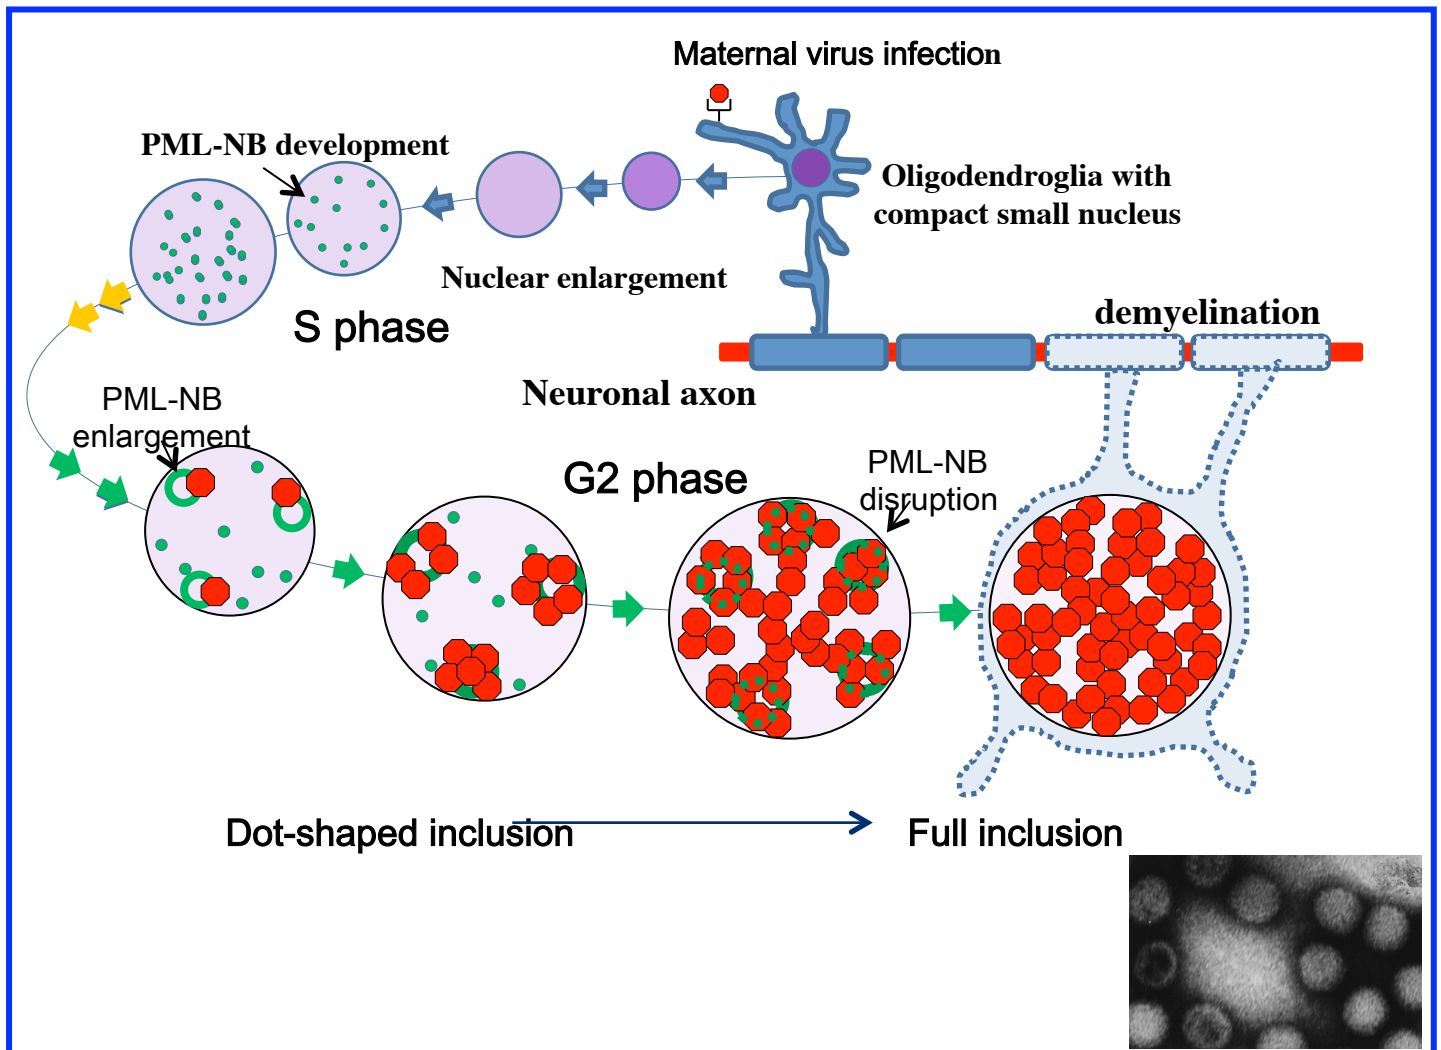 Maternal virus infection
PML-NB development
Oligodendroglia with
compact small nucleus
Nuclear enlargement
S phase
demyelination
Neuronal axon
PML-NB
enlargement
G2 phase
PML-NB
disruption
Dot-shaped inclusion
Full inclusion